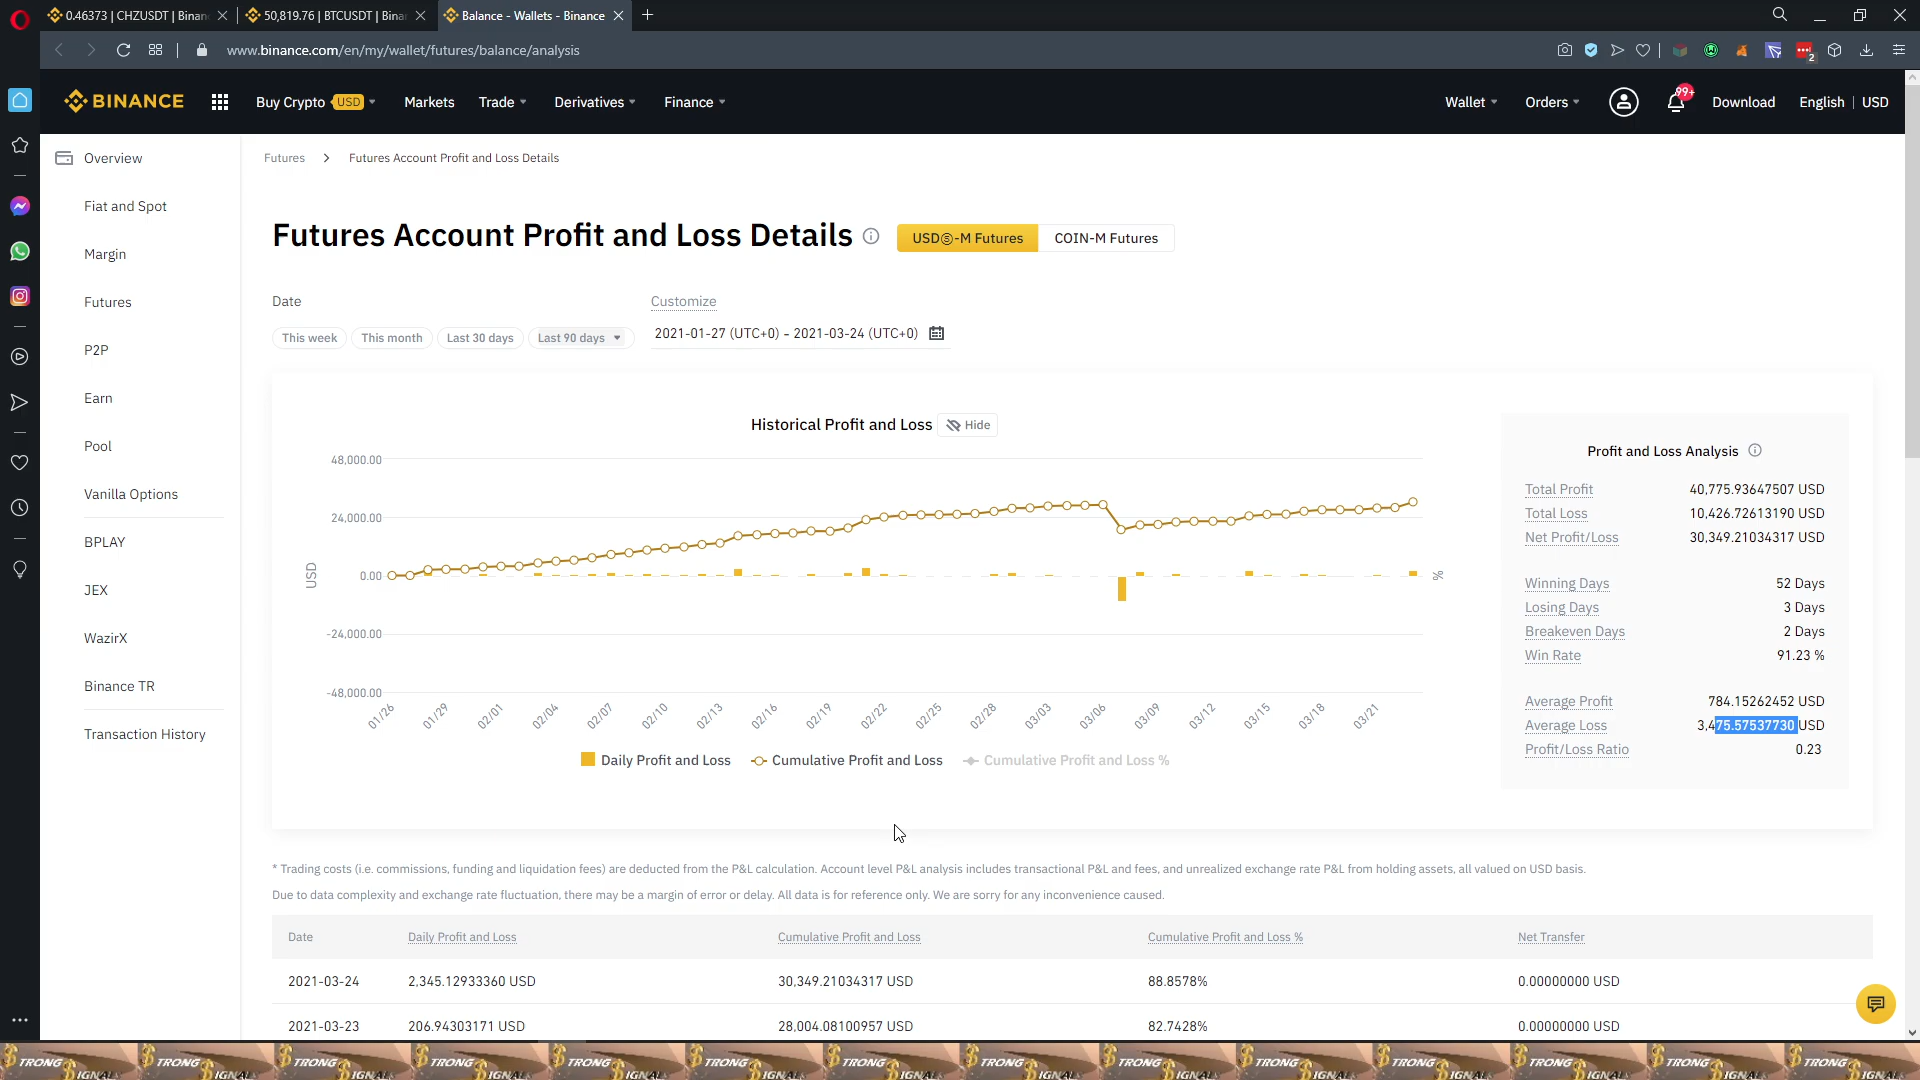 0.46373 | CHZUSDT | Binan
50,819.76 | BTCUSDT | Bina
Balance - Wallets - Binance
www.binance.com/en/my/wallet/futures/balance/analysis
2
BINANCE
Buy Crypto USD
Markets
Trade
Derivatives
Finance
Wallet
Orders
99+
Download
English | USD
Overview
Fiat and Spot
Margin
Futures
P2P
Earn
Pool
Vanilla Options
BPLAY
JEX
WazirX
Binance TR
Transaction History
Futures > Futures Account Profit and Loss Details
Futures Account Profit and Loss Details
USDⓈ-M Futures
COIN-M Futures
Date
Customize
This week
This month
Last 30 days
Last 90 days
2021-01-27 (UTC+0) - 2021-03-24 (UTC+0)
Historical Profit and Loss
Hide
48,000.00
24,000.00
0.00
-24,000.00
-48,000.00
USD
%
01/26
01/29
02/01
02/04
02/07
02/10
02/13
02/16
02/19
02/22
02/25
02/28
03/03
03/06
03/09
03/12
03/15
03/18
03/21
Daily Profit and Loss
Cumulative Profit and Loss
Cumulative Profit and Loss %
Profit and Loss Analysis
Total Profit 40,775.93647507 USD
Total Loss 10,426.72613190 USD
Net Profit/Loss 30,349.21034317 USD
Winning Days 52 Days
Losing Days 3 Days
Breakeven Days 2 Days
Win Rate 91.23 %
Average Profit 784.15262452 USD
Average Loss 3,475.57537730 USD
Profit/Loss Ratio 0.23
* Trading costs (i.e. commissions, funding and liquidation fees) are deducted from the P&L calculation. Account level P&L analysis includes transactional P&L and fees, and unrealized exchange rate P&L from holding assets, all valued on USD basis.
Due to data complexity and exchange rate fluctuation, there may be a margin of error or delay. All data is for reference only. We are sorry for any inconvenience caused.
Date Daily Profit and Loss Cumulative Profit and Loss Cumulative Profit and Loss % Net Transfer
2021-03-24 2,345.12933360 USD 30,349.21034317 USD 88.8578% 0.00000000 USD
2021-03-23 206.94303171 USD 28,004.08100957 USD 82.7428% 0.00000000 USD